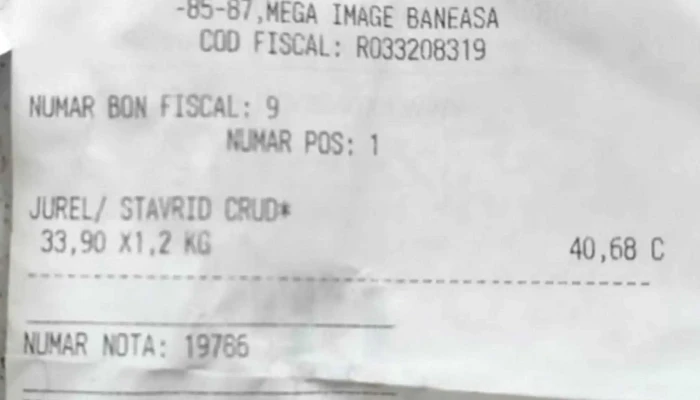 -85-87,MEGA IMAGE BANEASA
COD FISCAL: RO33208319
NUMAR BON FISCAL: 9
NUMAR POS: 1
JUREL/ STAVRID CRUD*
33,90 X1,2 KG 40,68 C
NUMAR NOTA: 19786